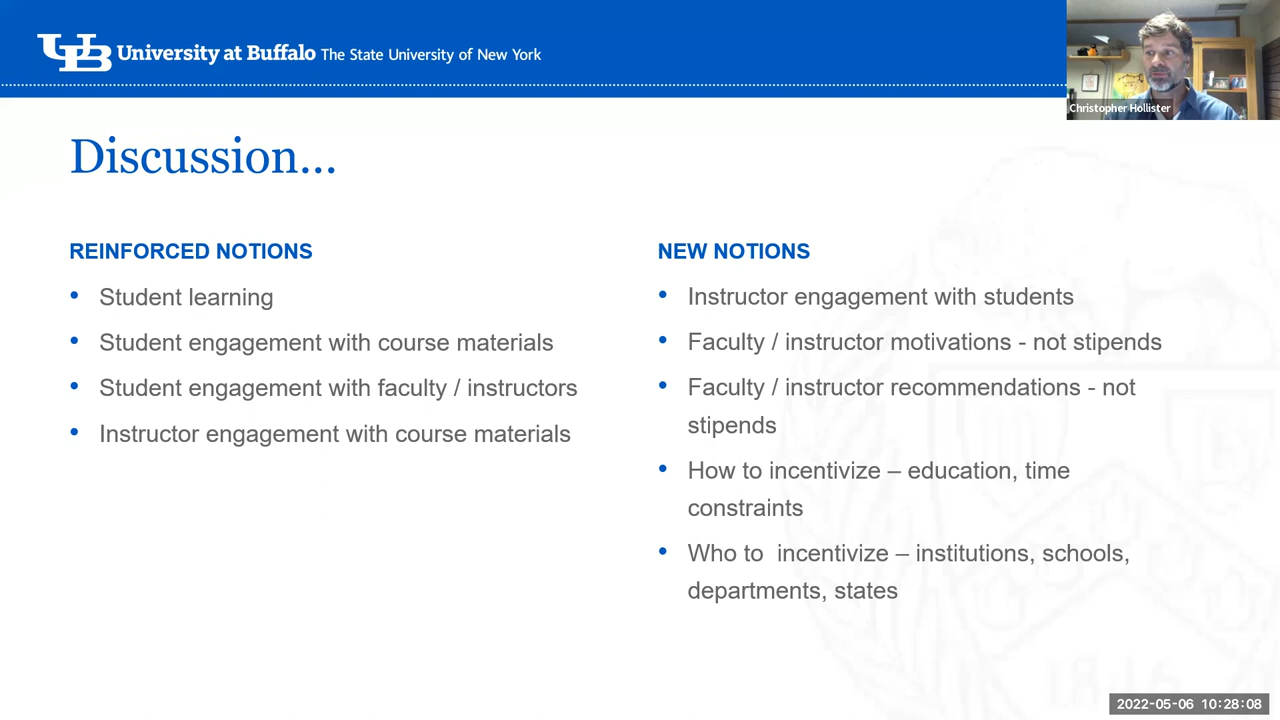 UB University at Buffalo The State University of New York
Christopher Hollister
Discussion...
REINFORCED NOTIONS
• Student learning
• Student engagement with course materials
• Student engagement with faculty / instructors
• Instructor engagement with course materials
NEW NOTIONS
• Instructor engagement with students
• Faculty / instructor motivations - not stipends
• Faculty / instructor recommendations - not
stipends
• How to incentivize – education, time
constraints
• Who to  incentivize – institutions, schools,
departments, states
1816
2022-05-06 10:28:08